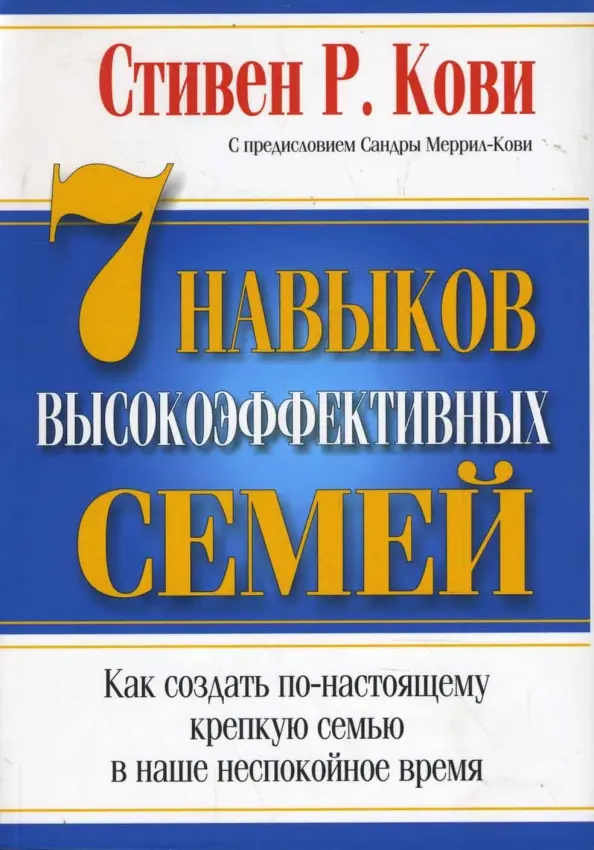 Стивен Р. Кови
С предисловием Сандры Меррил-Кови
7 НАВЫКОВ
ВЫСОКОЭФФЕКТИВНЫХ
СЕМЕЙ
Как создать по-настоящему
крепкую семью
в наше неспокойное время